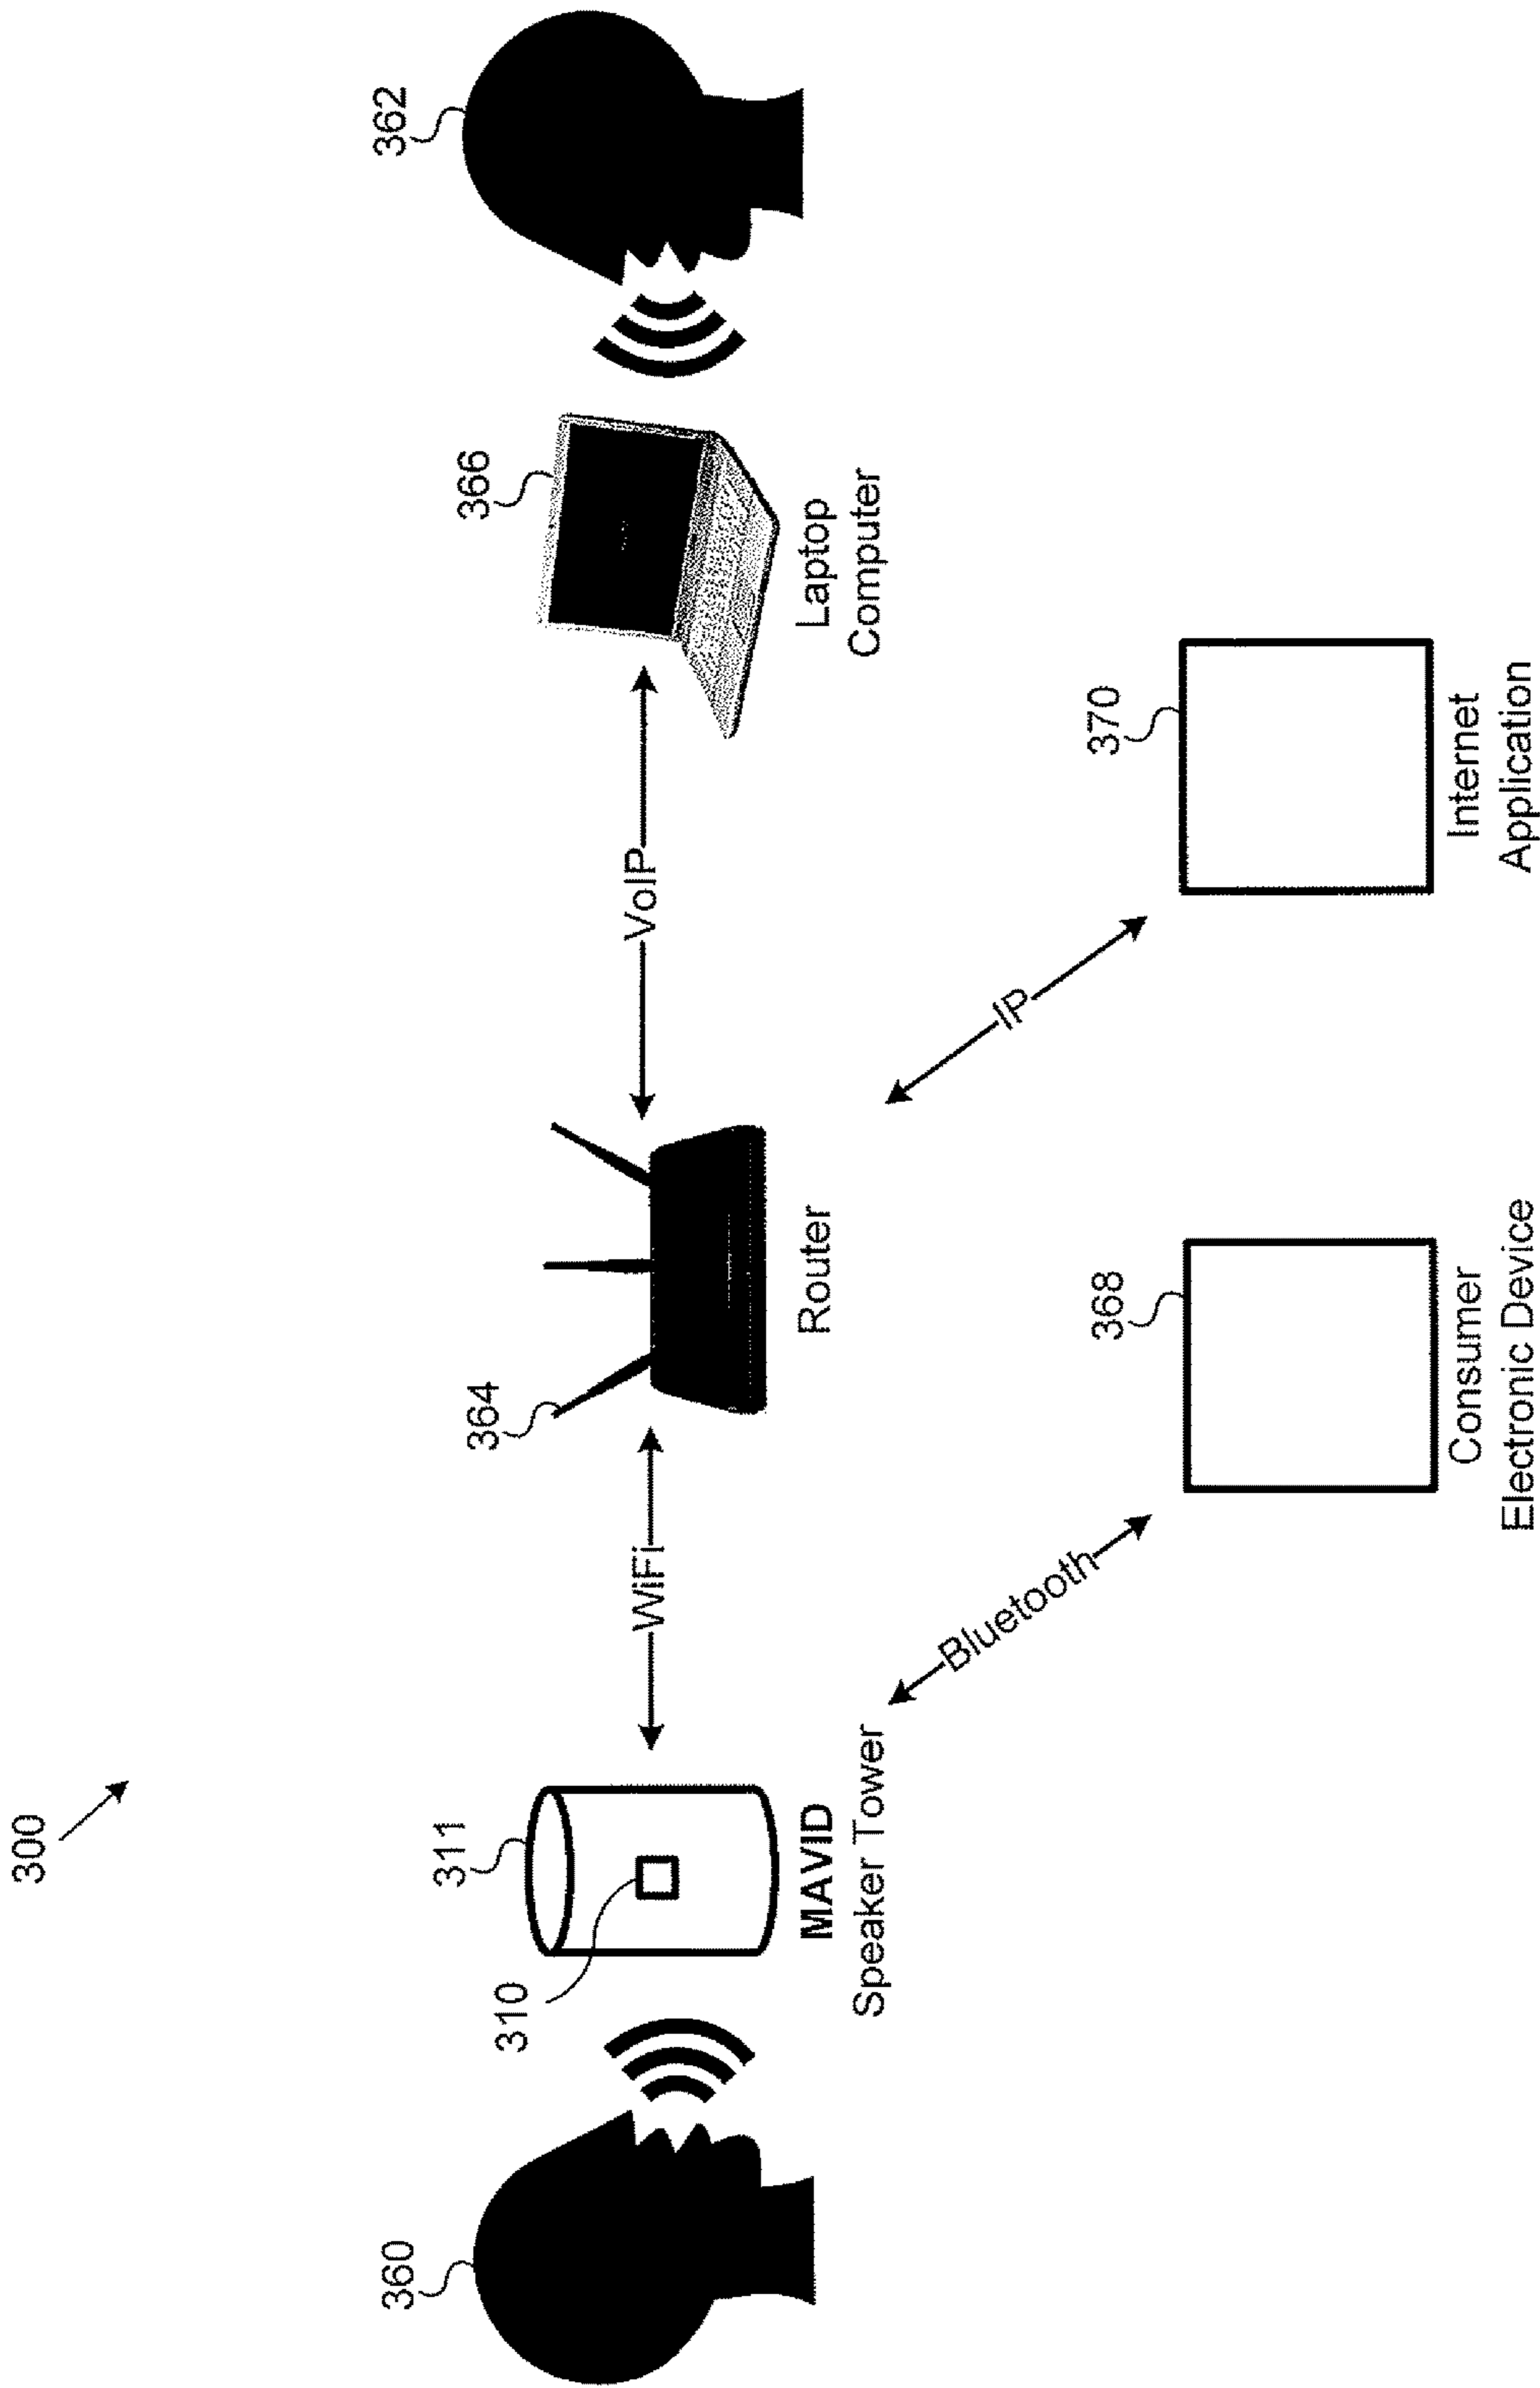 300
360
310
311
MAVID
Speaker Tower
WiFi
364
Router
VoIP
366
Laptop
Computer
362
Bluetooth
368
Consumer
Electronic Device
IP
370
Internet
Application